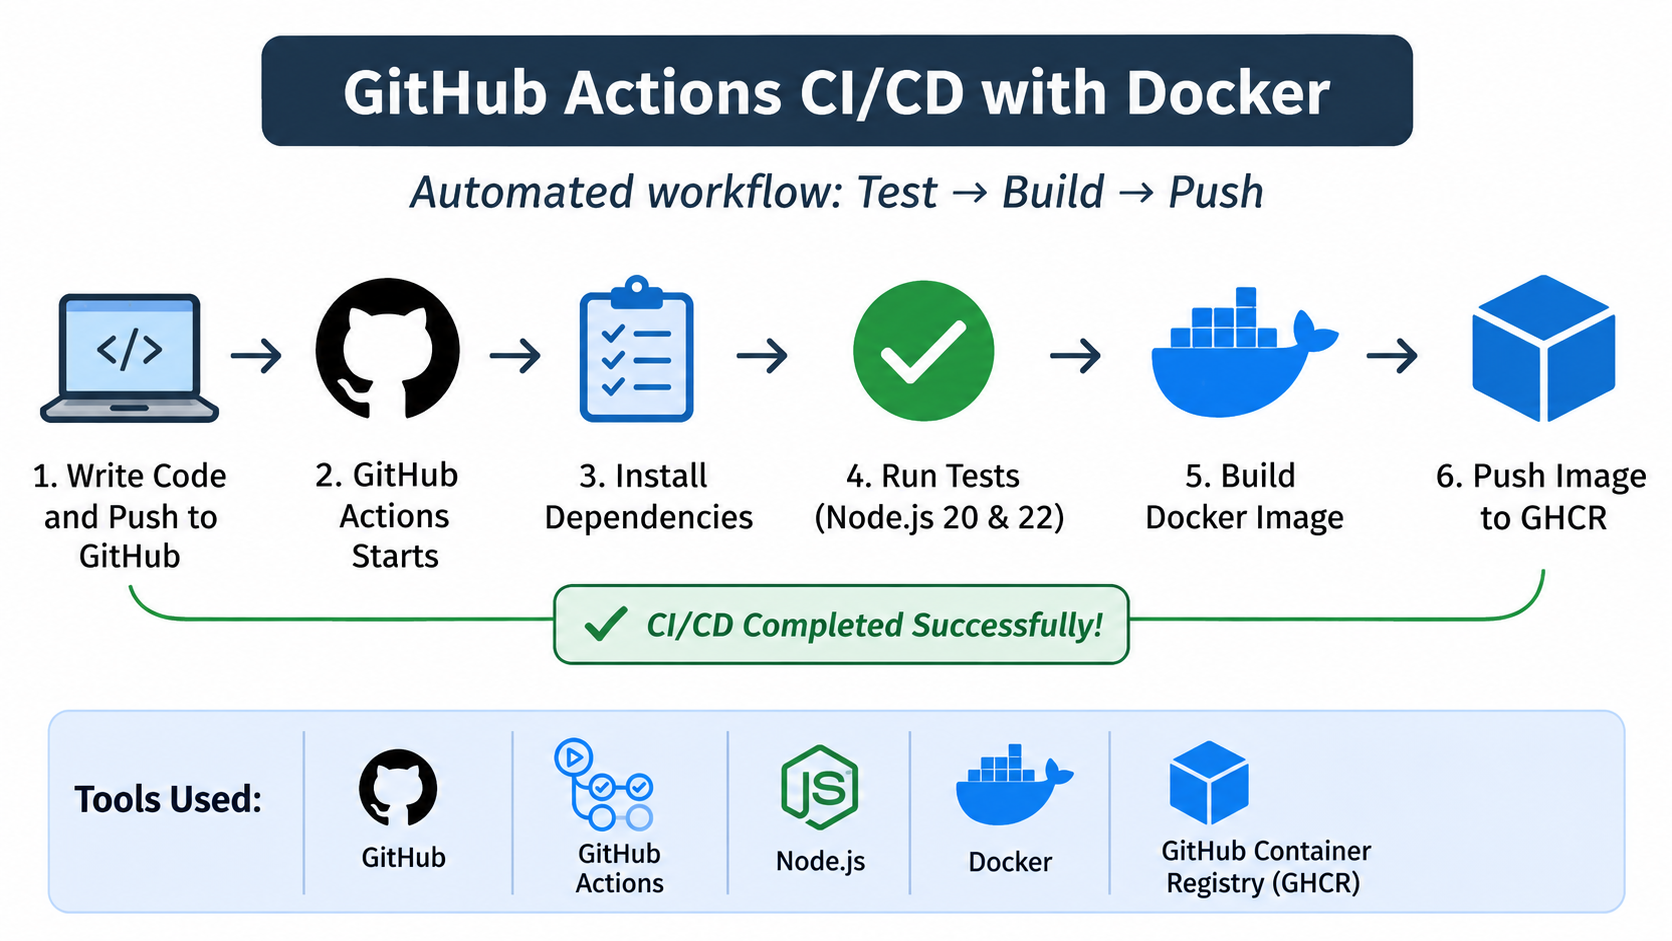 GitHub Actions CI/CD with Docker
Automated workflow: Test → Build → Push
</>
1. Write Code
and Push to
GitHub
2. GitHub
Actions
Starts
3. Install
Dependencies
4. Run Tests
(Node.js 20 & 22)
5. Build
Docker Image
6. Push Image
to GHCR
CI/CD Completed Successfully!
Tools Used:
GitHub
GitHub
Actions
JS
Node.js
Docker
GitHub Container
Registry (GHCR)